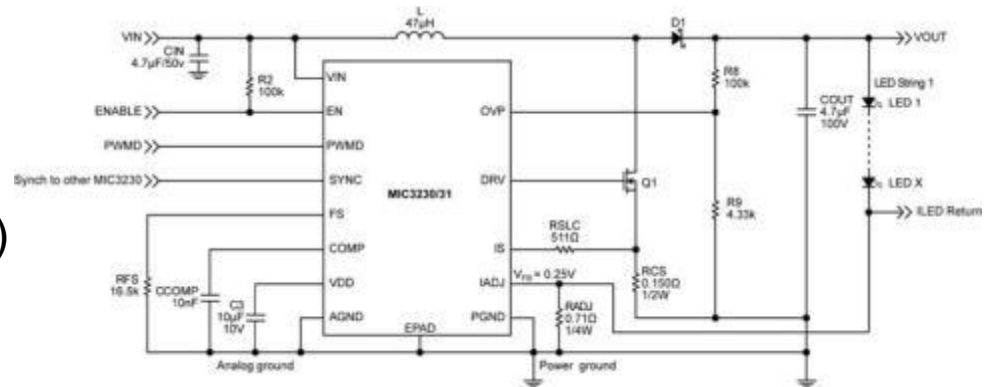 L
47µH
D1
VIN
VOUT
CIN
4.7µF/50v
R2
100k
VIN
R8
100k
LED String 1
LED 1
ENABLE
EN
OVP
COUT
4.7µF
100V
PWMD
PWMD
Synch to other MIC3230
SYNC
MIC3230/31
DRV
Q1
LED X
FS
R9
4.33k
ILED Return
RSLC
511Ω
COMP
IS
RCS
0.150Ω
1/2W
VFB = 0.25V
RFS
16.5k
CCOMP
10nF
C3
10µF
10V
VDD
IADJ
RADJ
0.71Ω
1/4W
AGND
EPAD
PGND
Analog ground
Power ground
)